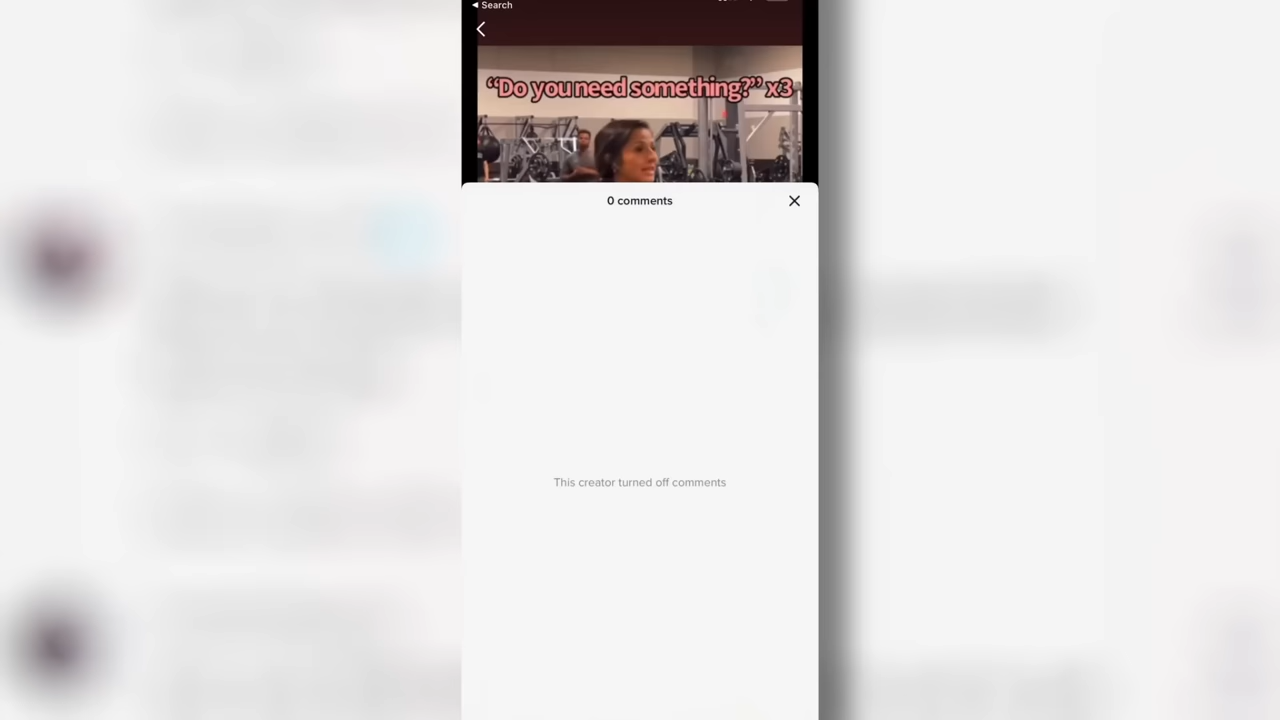 Search
“Do you need something?” x3
0 comments
This creator turned off comments